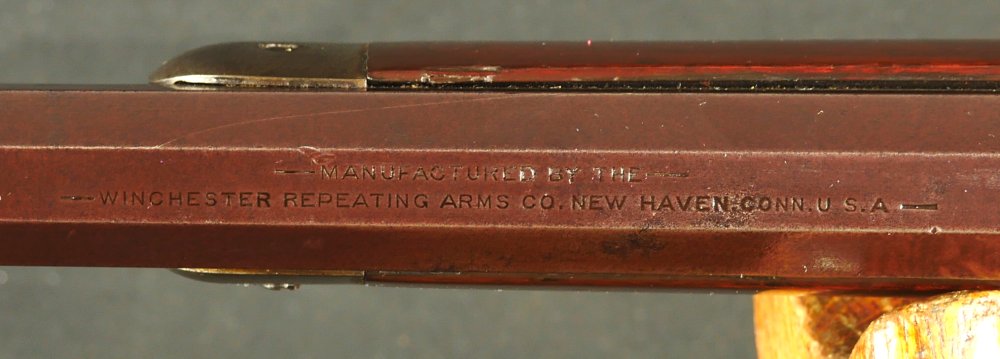 —MANUFACTURED BY THE—
—WINCHESTER REPEATING ARMS CO. NEW HAVEN. CONN. U S. A—